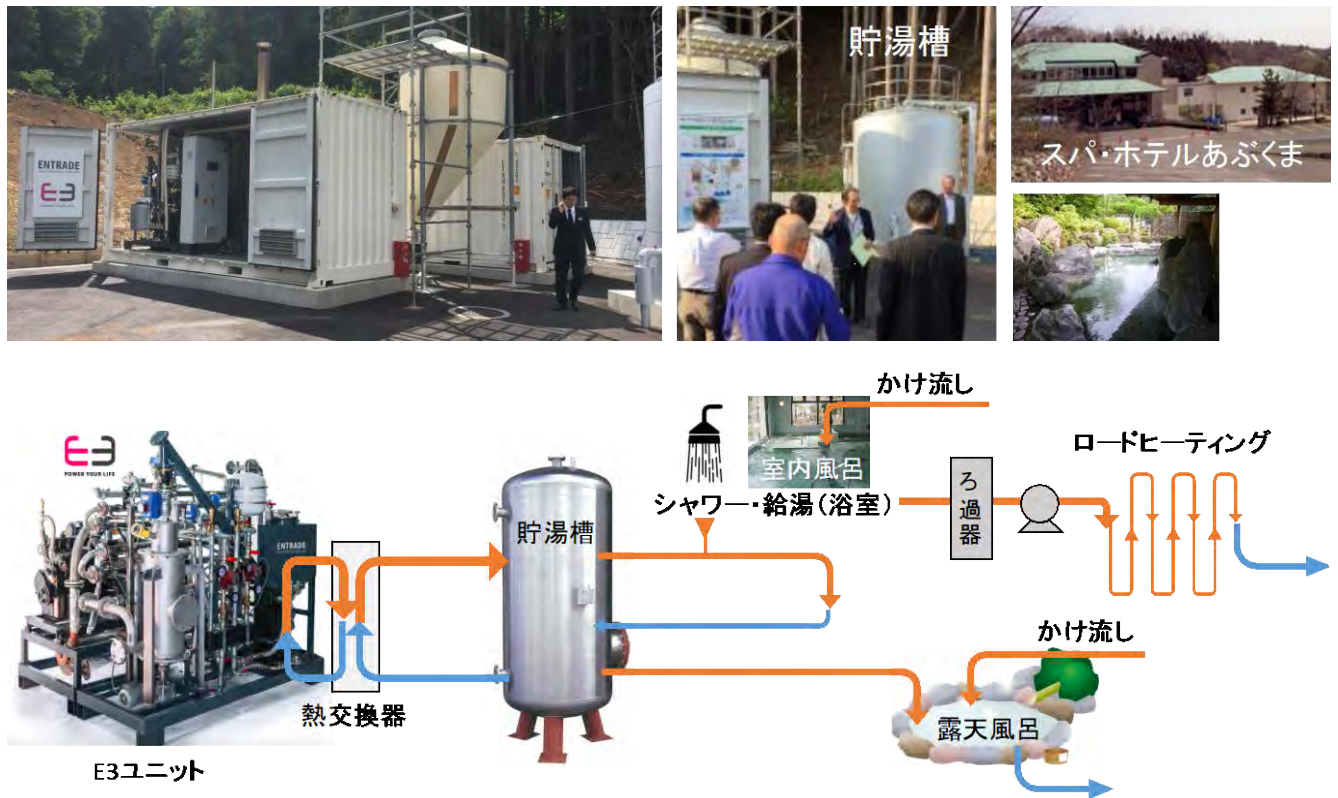 ENTRADE
E3
貯湯槽
スパ・ホテルあぶくま
かけ流し
E3
POWER YOUR LIFE
室内風呂
シャワー・給湯(浴室)
ろ過器
ロードヒーティング
貯湯槽
ENTRADE
熱交換器
かけ流し
露天風呂
E3ユニット